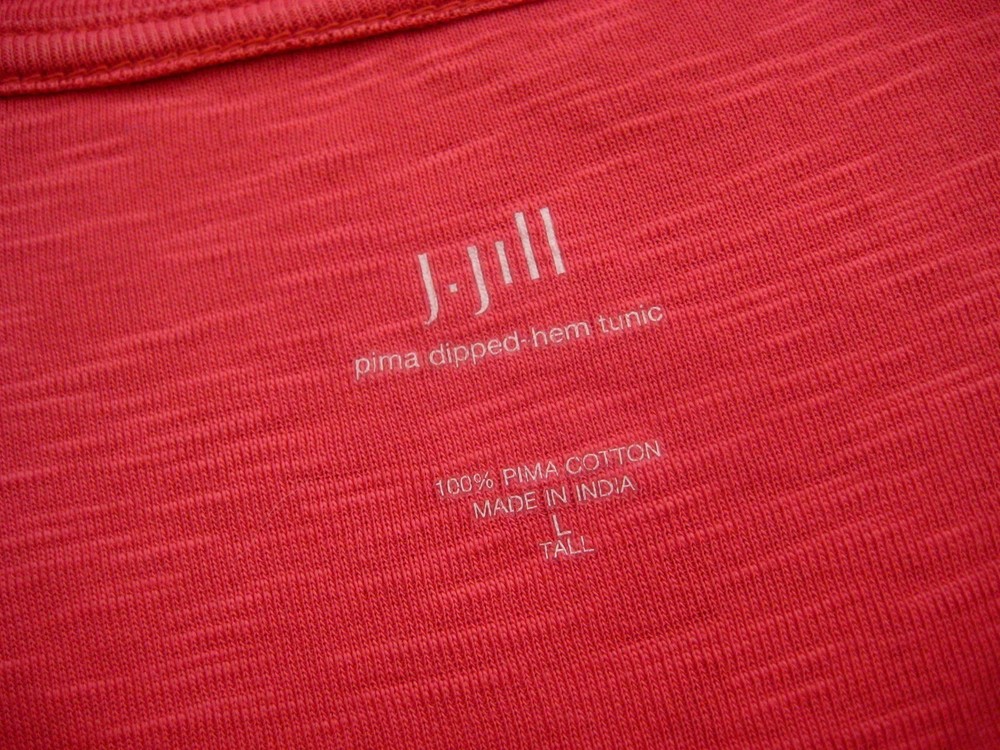 J.Jill
pima dipped-hem tunic
100% PIMA COTTON
MADE IN INDIA
L
TALL